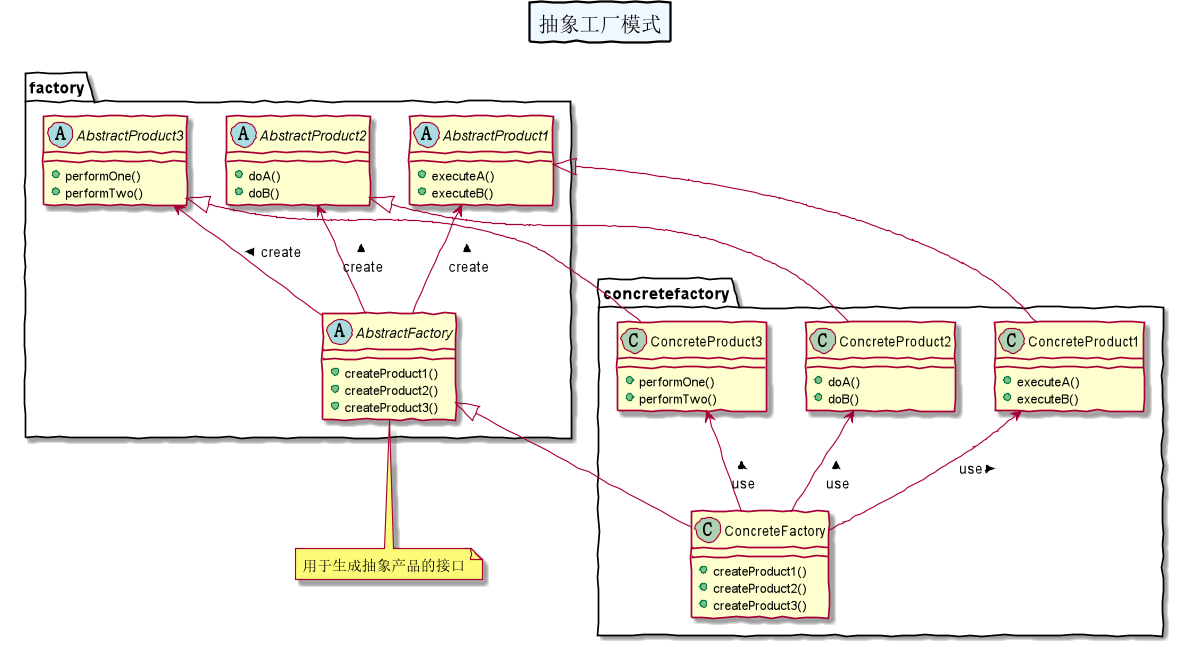 抽象工厂模式
factory
A AbstractProduct3
performOne()
performTwo()
A AbstractProduct2
doA()
doB()
A AbstractProduct1
executeA()
executeB()
create
create
create
A AbstractFactory
createProduct1()
createProduct2()
createProduct3()
用于生成抽象产品的接口
concretefactory
C ConcreteProduct3
performOne()
performTwo()
C ConcreteProduct2
doA()
doB()
C ConcreteProduct1
executeA()
executeB()
use
use
use
C ConcreteFactory
createProduct1()
createProduct2()
createProduct3()